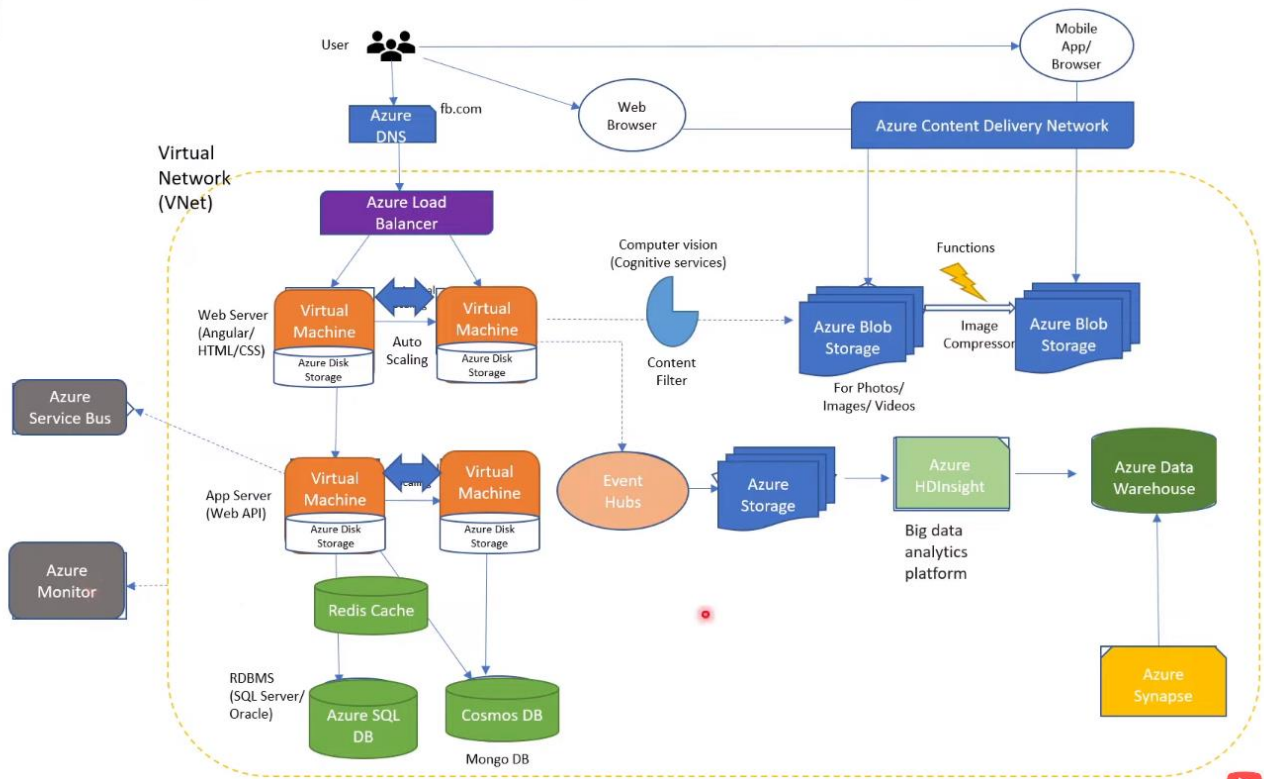 User
Mobile
App/
Browser
Azure
DNS
fb.com
Web
Browser
Azure Content Delivery Network
Virtual
Network
(VNet)
Azure Load
Balancer
Computer vision
(Cognitive services)
Functions
Web Server
(Angular/
HTML/CSS)
Virtual
Machine
Azure Disk
Storage
Auto
Scaling
Virtual
Machine
Azure Disk
Storage
Content
Filter
Azure Blob
Storage
For Photos/
Images/ Videos
Image
Compressor
Azure Blob
Storage
Azure
Service Bus
App Server
(Web API)
Virtual
Machine
Azure Disk
Storage
Virtual
Machine
Azure Disk
Storage
Event
Hubs
Azure
Storage
Azure
HDInsight
Big data
analytics
platform
Azure Data
Warehouse
Azure
Monitor
Redis Cache
RDBMS
(SQL Server/
Oracle)
Azure SQL
DB
Cosmos DB
Mongo DB
Azure
Synapse